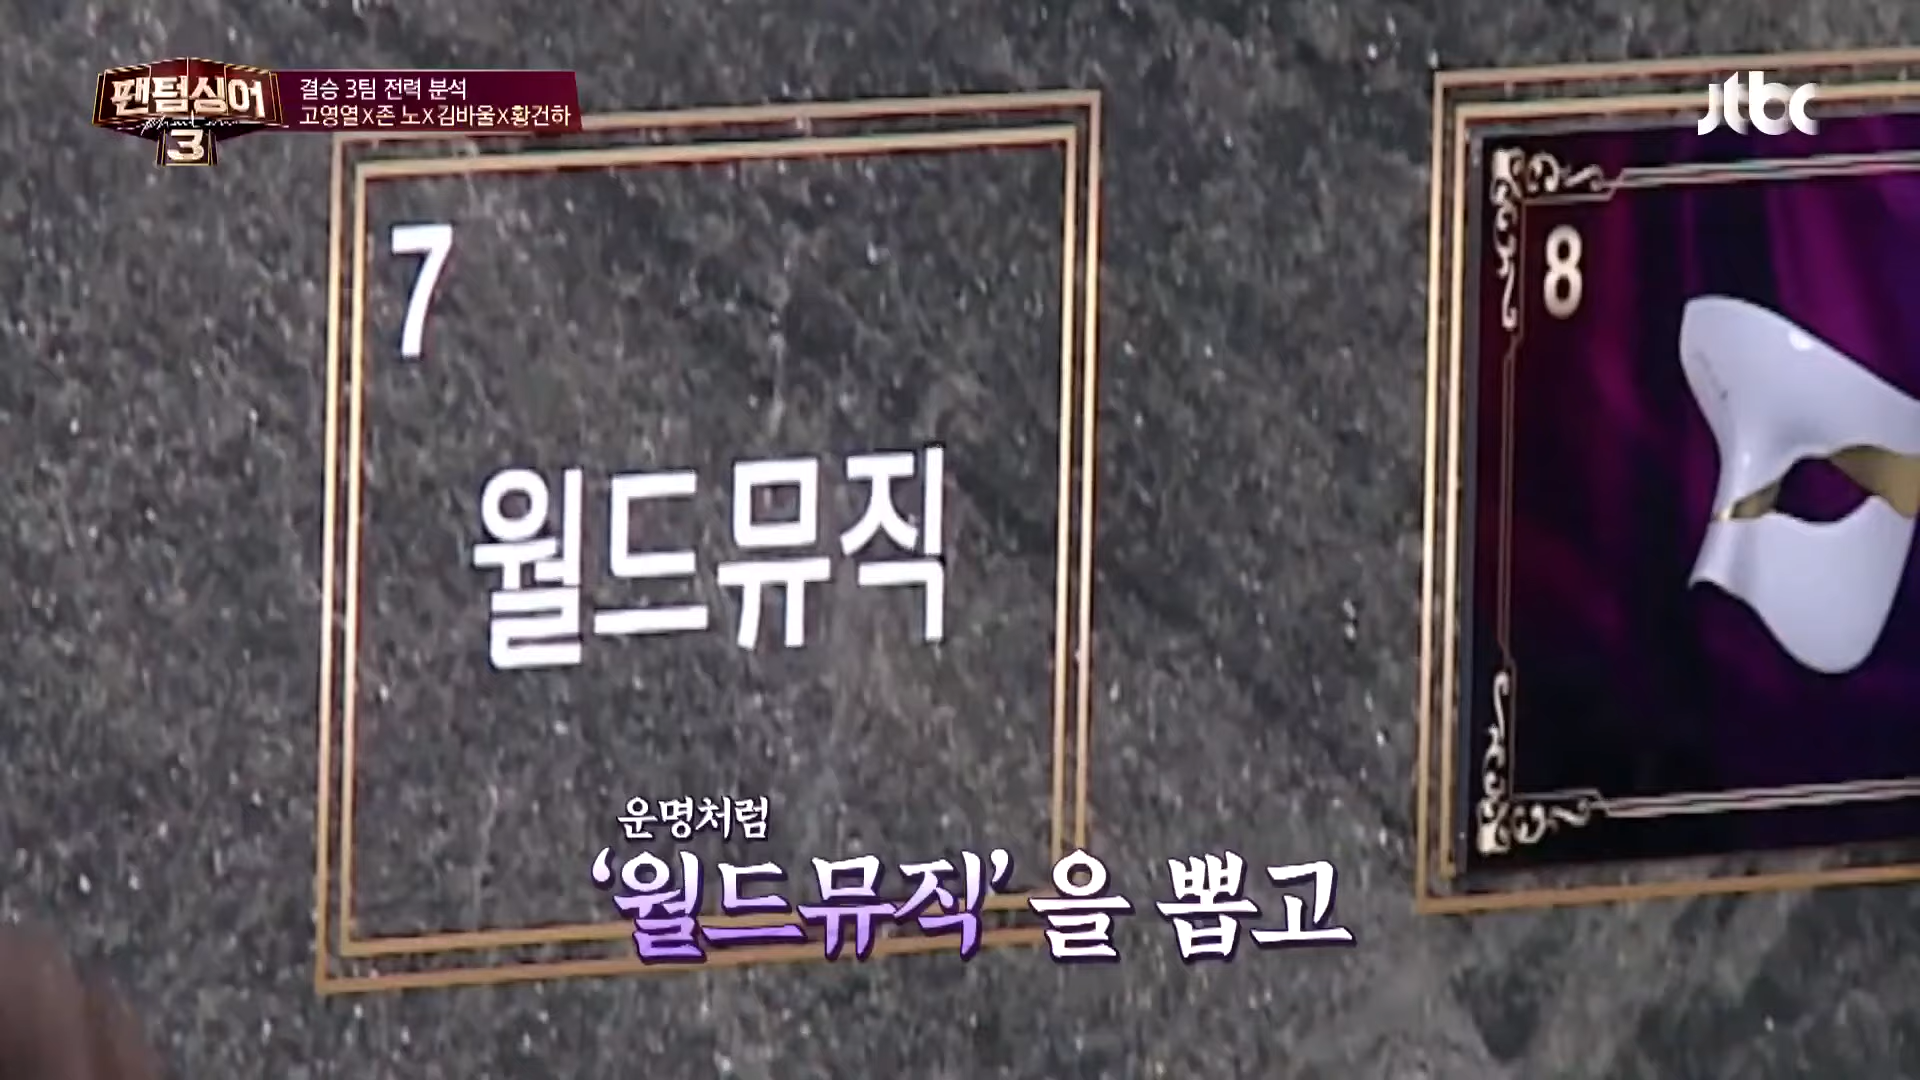 팬텀싱어
3
결승 3팀 전력 분석
고영열X존 노X김바울X황건하
jtbc
7
월드뮤직
8
운명처럼
‘월드뮤직’을 뽑고